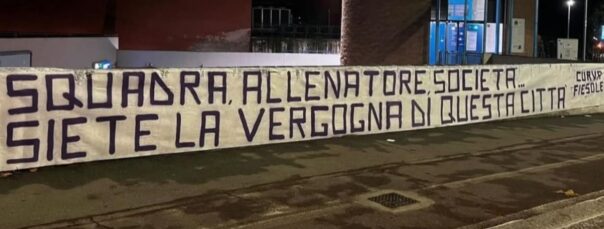 SQUADRA, ALLENATORE, SOCIETÀ...
SIETE LA VERGOGNA DI QUESTA CITTÀ
CURVA
FIESOLE